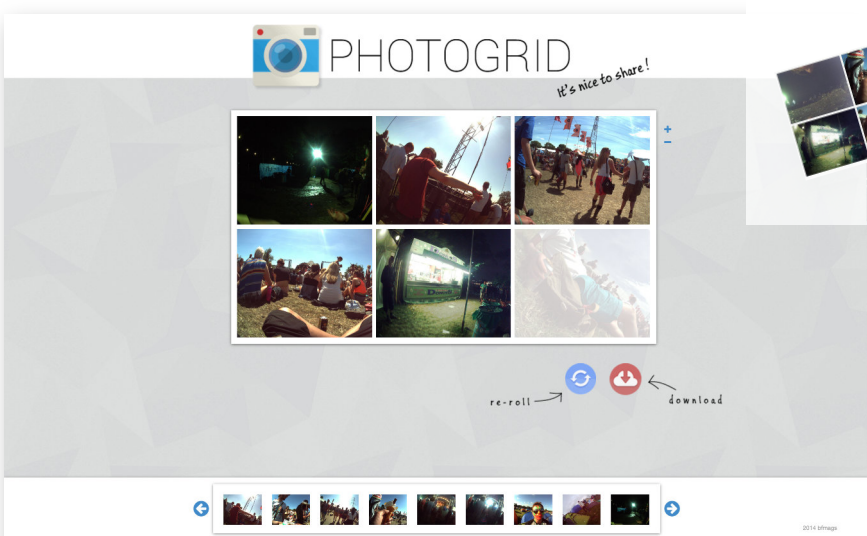 PHOTOGRID
It's nice to share!
+
−
re-roll
download
2014 bfmags